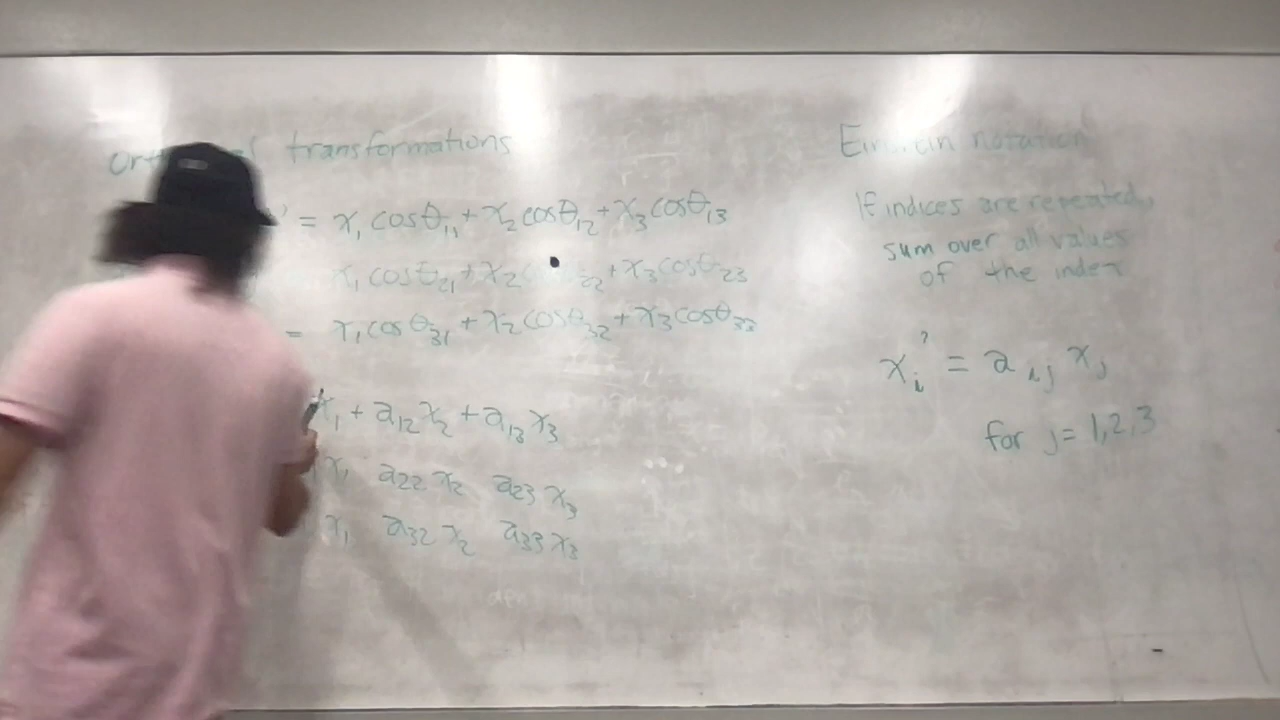 transformations
' = x₁ cosθ₁₁ + x₂ cosθ₁₂ + x₃ cosθ₁₃
x₁ cosθ₂₁ + x₂ ₂₂ + x₃ cosθ₂₃
= x₁ cosθ₃₁ + x₂ cosθ₃₂ + x₃ cosθ₃₃
x₁ + a₁₂ x₂ + a₁₃ x₃
x₁ a₂₂ x₂ a₂₃ x₃
x₁ a₃₂ x₂ a₃₃ x₃
notation
If indices are repeated,
sum over all values
of the index
xᵢ' = aᵢⱼ xⱼ
for j = 1,2,3